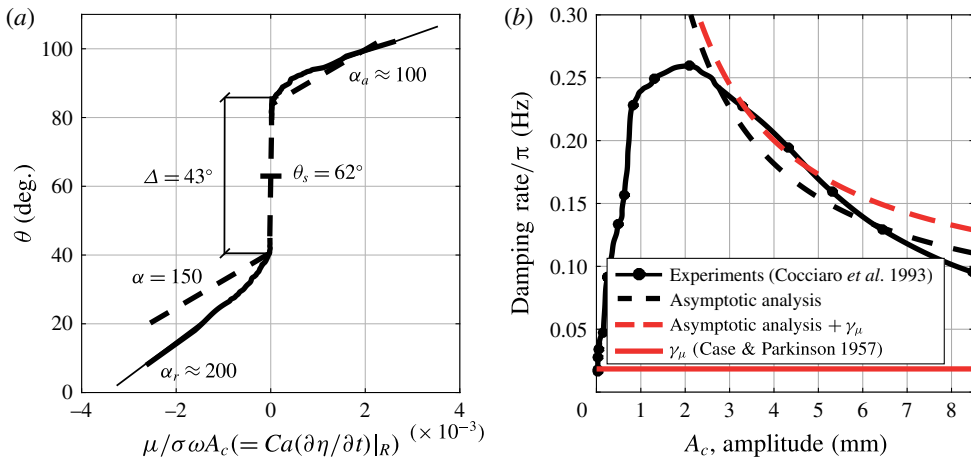 (a)
100
80
60
40
20
0
θ (deg.)
α_a ≈ 100
Δ = 43°
θ_s = 62°
α = 150
α_r ≈ 200
−4
−2
0
2
4
(× 10⁻³)
μ/σ ωA_c(= Ca(∂η/∂t)|_R)
(b)
0.30
0.25
0.20
0.15
0.10
0.05
0
Damping rate/π (Hz)
Experiments (Cocciaro et al. 1993)
Asymptotic analysis
Asymptotic analysis + γ_μ
γ_μ (Case & Parkinson 1957)
0
1
2
3
4
5
6
7
8
A_c, amplitude (mm)